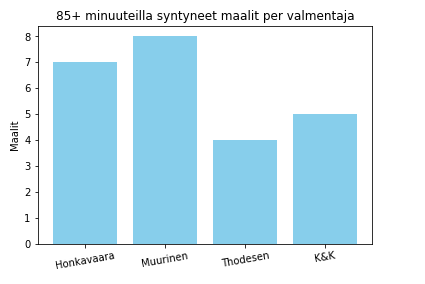 85+ minuuteilla syntyneet maalit per valmentaja
Maalit
8
7
6
5
4
3
2
1
0
Honkavaara
Muurinen
Thodesen
K&K